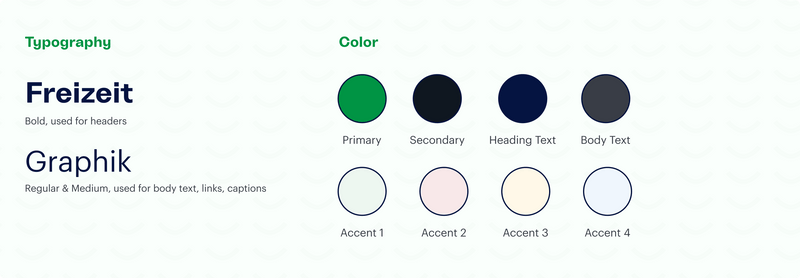 Typography
Freizeit
Bold, used for headers
Graphik
Regular & Medium, used for body text, links, captions
Color
Primary
Secondary
Heading Text
Body Text
Accent 1
Accent 2
Accent 3
Accent 4